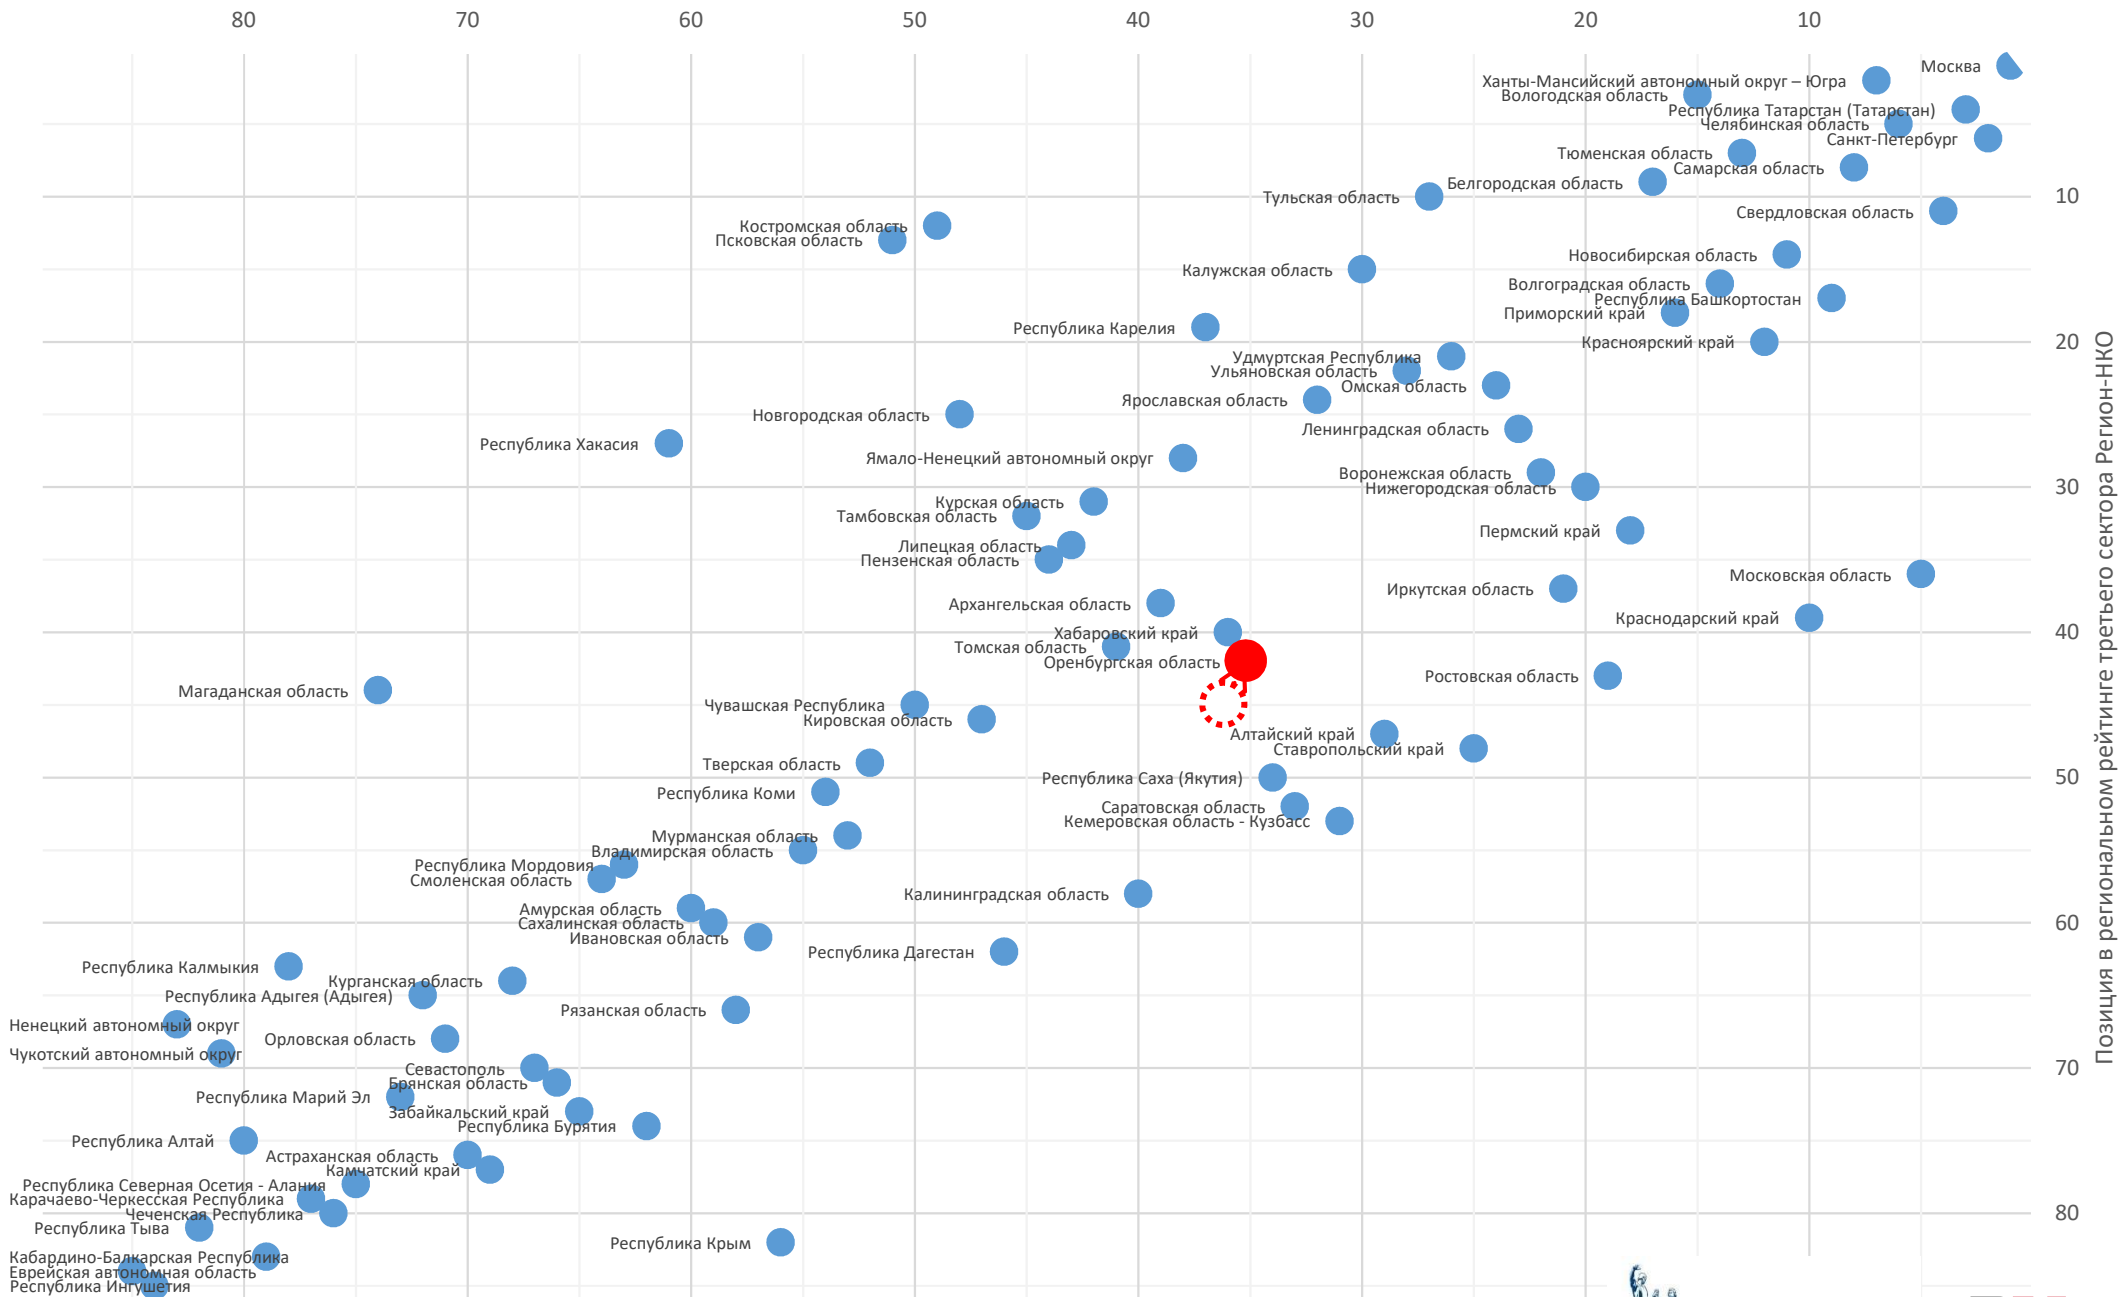 80 70 60 50 40 30 20 10
Москва
Ханты-Мансийский автономный округ – Югра
Вологодская область
Республика Татарстан (Татарстан)
Челябинская область
Санкт-Петербург
Тюменская область
Самарская область
Белгородская область
Тульская область
10
Свердловская область
Костромская область
Псковская область
Новосибирская область
Калужская область
Волгоградская область
Республика Башкортостан
Приморский край
Республика Карелия
Красноярский край
20
Удмуртская Республика
Ульяновская область
Омская область
Ярославская область
Новгородская область
Ленинградская область
Республика Хакасия
Ямало-Ненецкий автономный округ
Воронежская область
Нижегородская область
30
Курская область
Тамбовская область
Пермский край
Липецкая область
Пензенская область
Московская область
Иркутская область
Архангельская область
Краснодарский край
Хабаровский край
40
Томская область
Оренбургская область
Ростовская область
Магаданская область
Чувашская Республика
Кировская область
Алтайский край
Ставропольский край
Тверская область
Республика Саха (Якутия)
50
Республика Коми
Саратовская область
Кемеровская область - Кузбасс
Мурманская область
Владимирская область
Республика Мордовия
Смоленская область
Калининградская область
Амурская область
Сахалинская область
60
Ивановская область
Республика Дагестан
Республика Калмыкия
Курганская область
Республика Адыгея (Адыгея)
Рязанская область
Ненецкий автономный округ
Орловская область
Чукотский автономный округ
Севастополь
70
Брянская область
Республика Марий Эл
Забайкальский край
Республика Бурятия
Республика Алтай
Астраханская область
Камчатский край
Республика Северная Осетия - Алания
Карачаево-Черкесская Республика
Чеченская Республика
80
Республика Тыва
Республика Крым
Кабардино-Балкарская Республика
Еврейская автономная область
Республика Ингушетия
Позиция в региональном рейтинге третьего сектора Регион-НКО